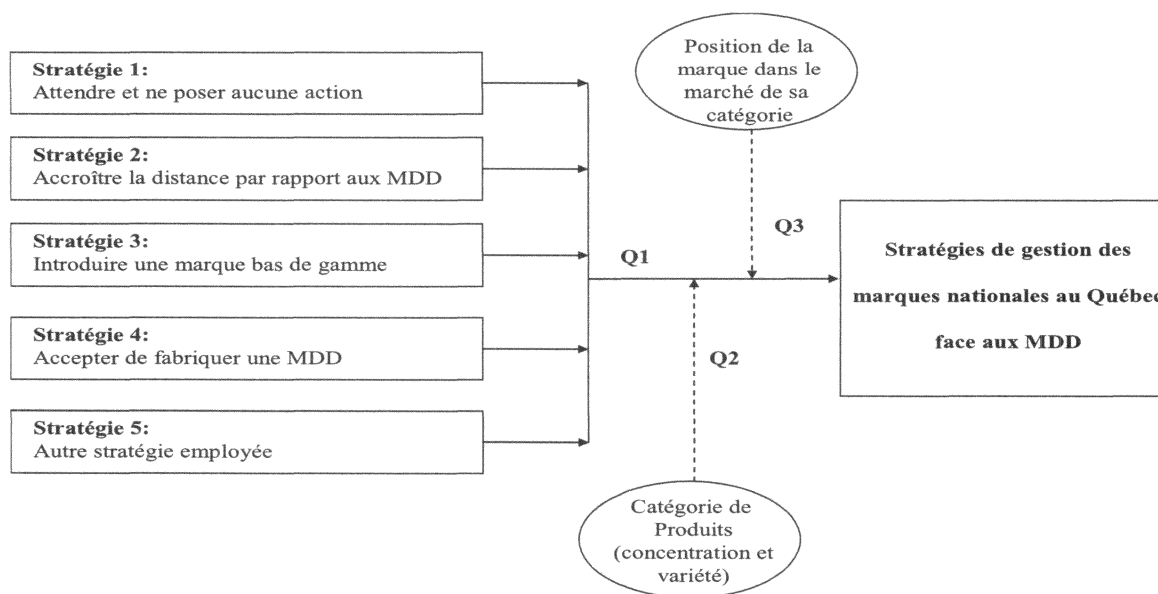 Stratégie 1:
Attendre et ne poser aucune action
Stratégie 2:
Accroître la distance par rapport aux MDD
Stratégie 3:
Introduire une marque bas de gamme
Stratégie 4:
Accepter de fabriquer une MDD
Stratégie 5:
Autre stratégie employée
Position de la
marque dans le
marché de sa
catégorie
Q1
Q3
Q2
Catégorie de
Produits
(concentration et
variété)
Stratégies de gestion des
marques nationales au Québec
face aux MDD